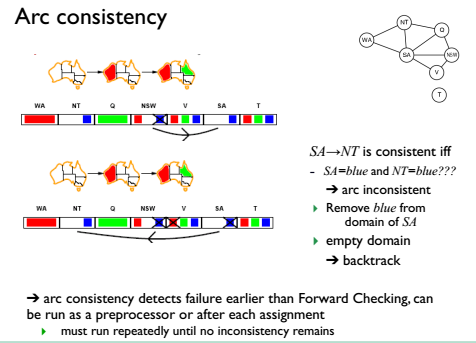 Arc consistency
NT
Q
WA
SA
NSW
V
T
WA NT Q NSW V SA T
SA→NT is consistent iff
- SA=blue and NT=blue???
➔ arc inconsistent
Remove blue from
domain of SA
empty domain
➔ backtrack
WA NT Q NSW V SA T
➔ arc consistency detects failure earlier than Forward Checking, can
be run as a preprocessor or after each assignment
must run repeatedly until no inconsistency remains